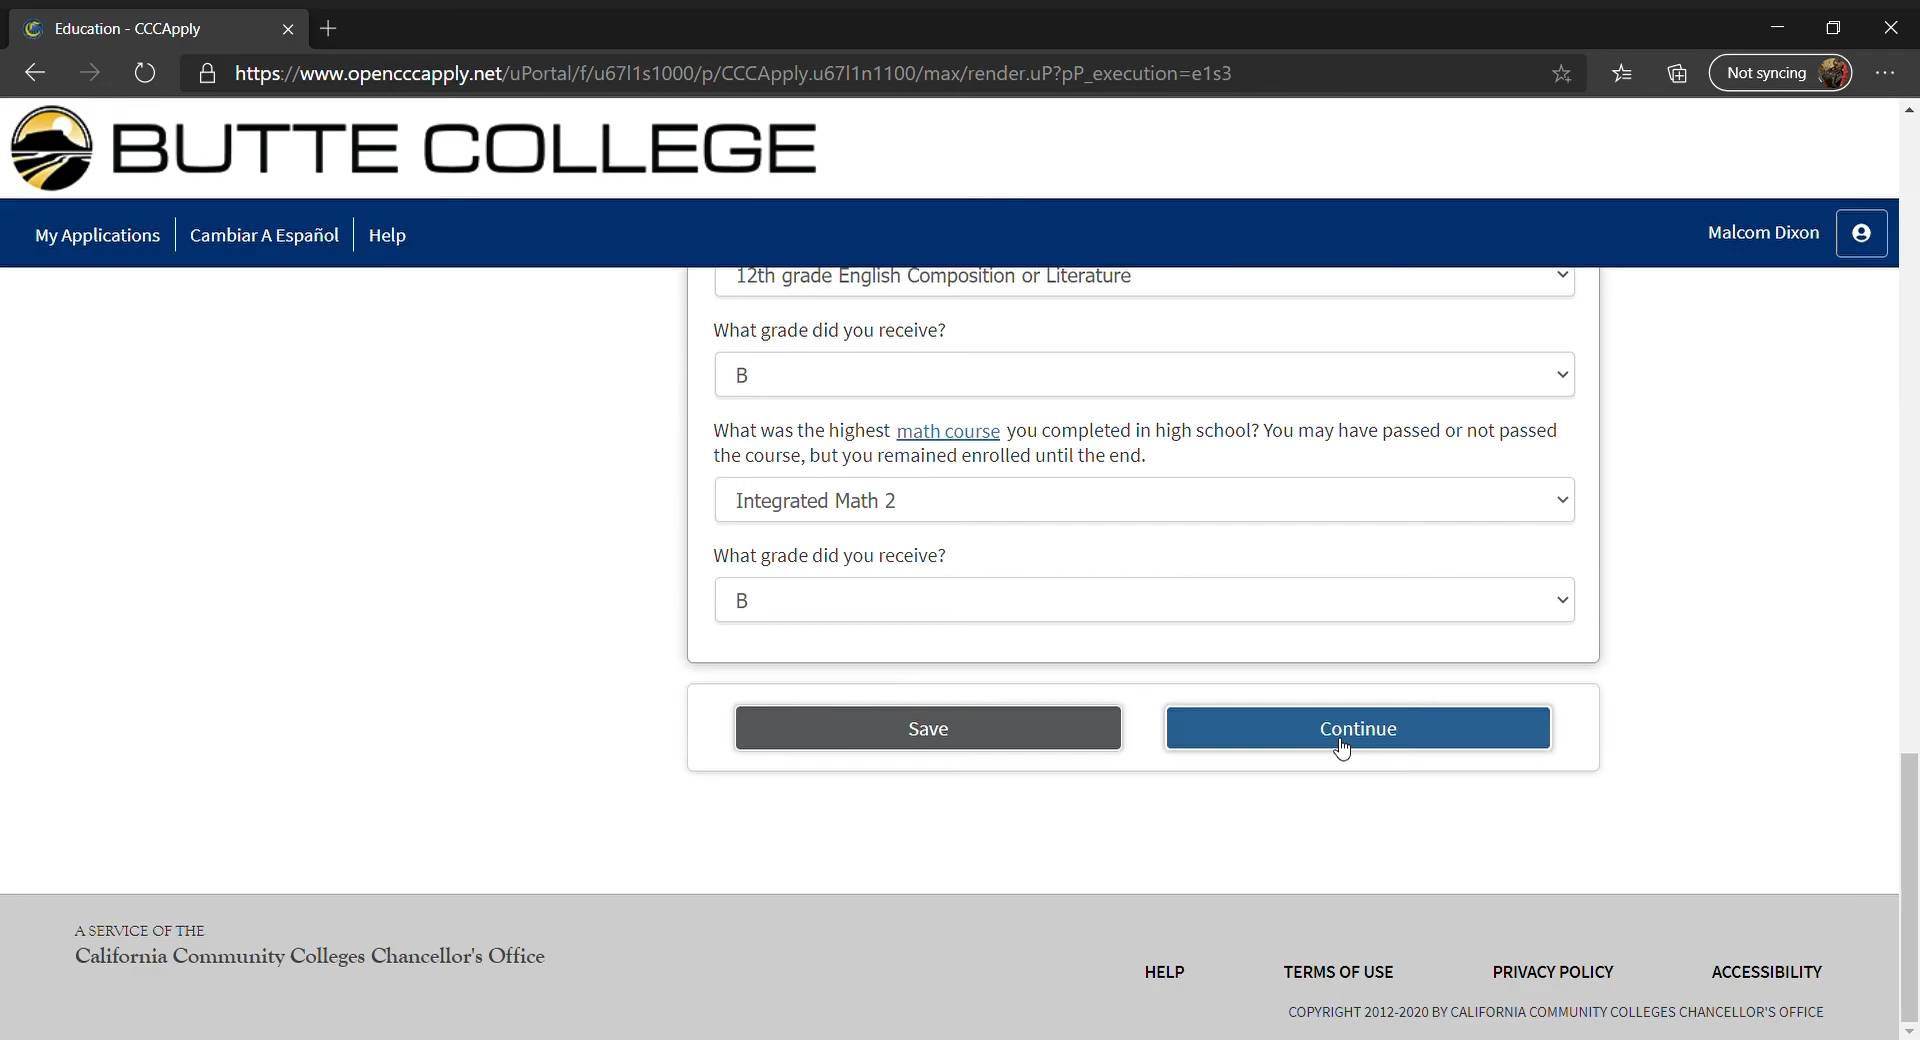 Education - CCCApply
https://www.opencccapply.net/uPortal/f/u67l1s1000/p/CCCApply.u67l1n1100/max/render.uP?pP_execution=e1s3
Not syncing
BUTTE COLLEGE
My Applications
Cambiar A Español
Help
Malcom Dixon
12th grade English Composition or Literature
What grade did you receive?
B
What was the highest math course you completed in high school? You may have passed or not passed
the course, but you remained enrolled until the end.
Integrated Math 2
What grade did you receive?
B
Save
Continue
A SERVICE OF THE
California Community Colleges Chancellor's Office
HELP
TERMS OF USE
PRIVACY POLICY
ACCESSIBILITY
COPYRIGHT 2012-2020 BY CALIFORNIA COMMUNITY COLLEGES CHANCELLOR'S OFFICE